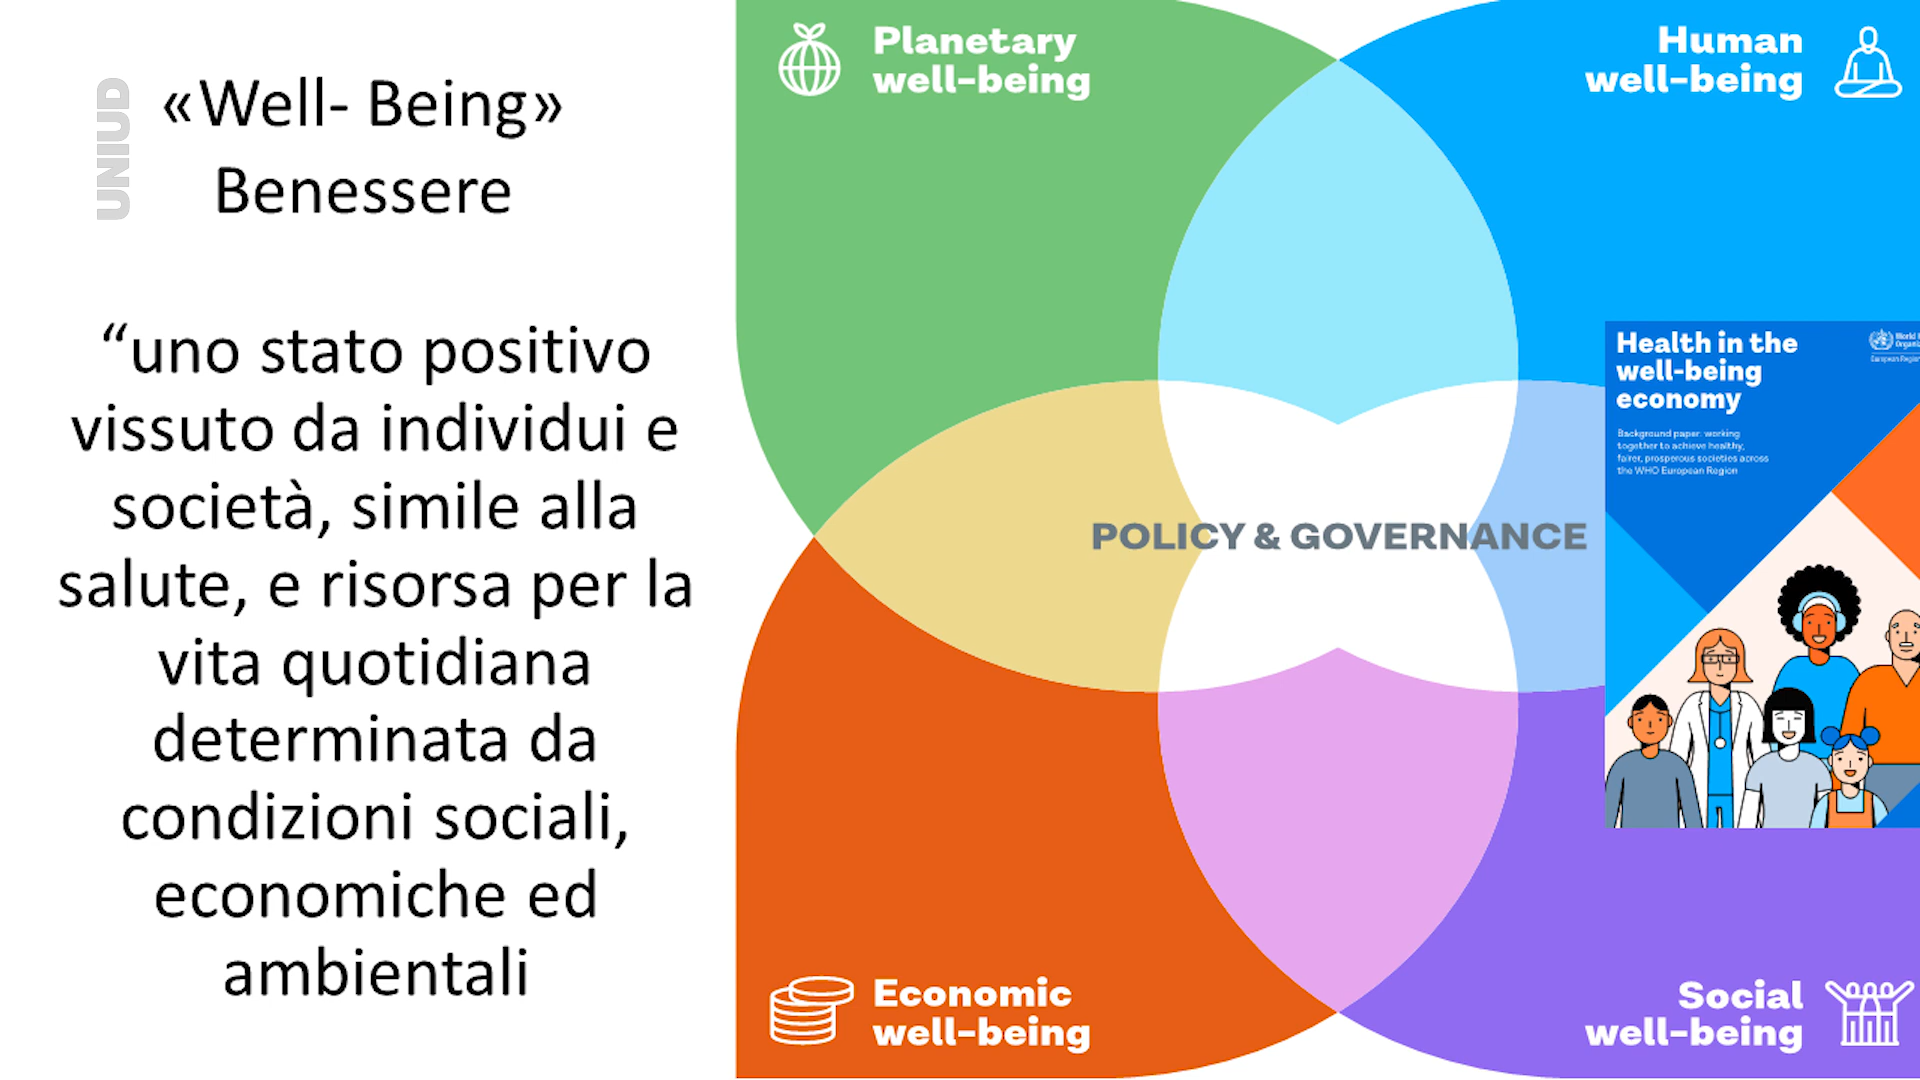 UNIUD
«Well- Being»
Benessere
“uno stato positivo
vissuto da individui e
società, simile alla
salute, e risorsa per la
vita quotidiana
determinata da
condizioni sociali,
economiche ed
ambientali
Planetary
well-being
Human
well-being
POLICY & GOVERNANCE
Health in the
well-being
economy
World
European
Background paper: working
together to achieve healthy,
fairer, prosperous societies across
the WHO European Region
Economic
well-being
Social
well-being